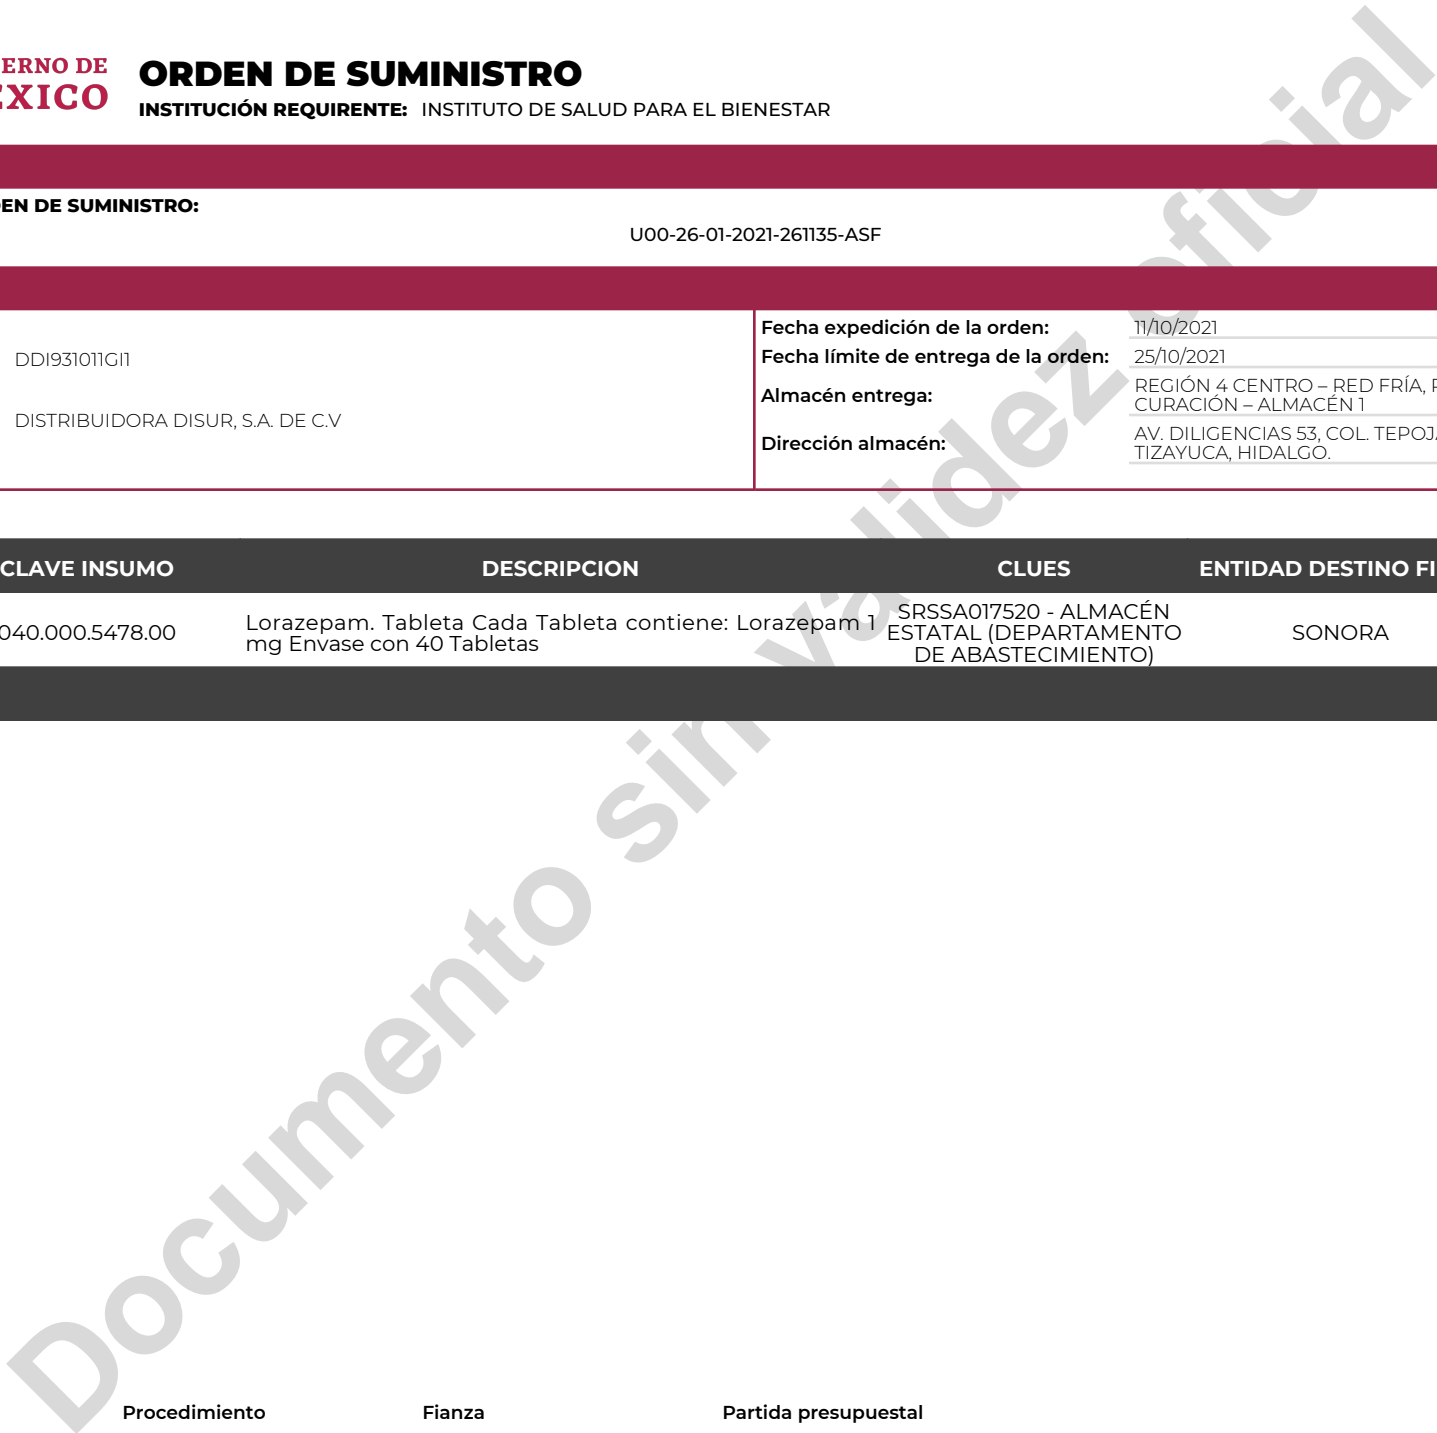 ERNO DE
EXICO
ORDEN DE SUMINISTRO
INSTITUCIÓN REQUIRENTE: INSTITUTO DE SALUD PARA EL BIENESTAR
EN DE SUMINISTRO:
U00-26-01-2021-261135-ASF
DDI931011GI1
DISTRIBUIDORA DISUR, S.A. DE C.V
Fecha expedición de la orden: 11/10/2021
Fecha límite de entrega de la orden: 25/10/2021
Almacén entrega: REGIÓN 4 CENTRO – RED FRÍA,
CURACIÓN – ALMACÉN 1
Dirección almacén: AV. DILIGENCIAS 53, COL. TEPOJ
TIZAYUCA, HIDALGO.
CLAVE INSUMO DESCRIPCION CLUES ENTIDAD DESTINO FI
040.000.5478.00
Lorazepam. Tableta Cada Tableta contiene: Lorazepam 1
mg Envase con 40 Tabletas
SRSSA017520 - ALMACÉN
ESTATAL (DEPARTAMENTO
DE ABASTECIMIENTO)
SONORA
Documento sin validez oficial
Procedimiento Fianza Partida presupuestal